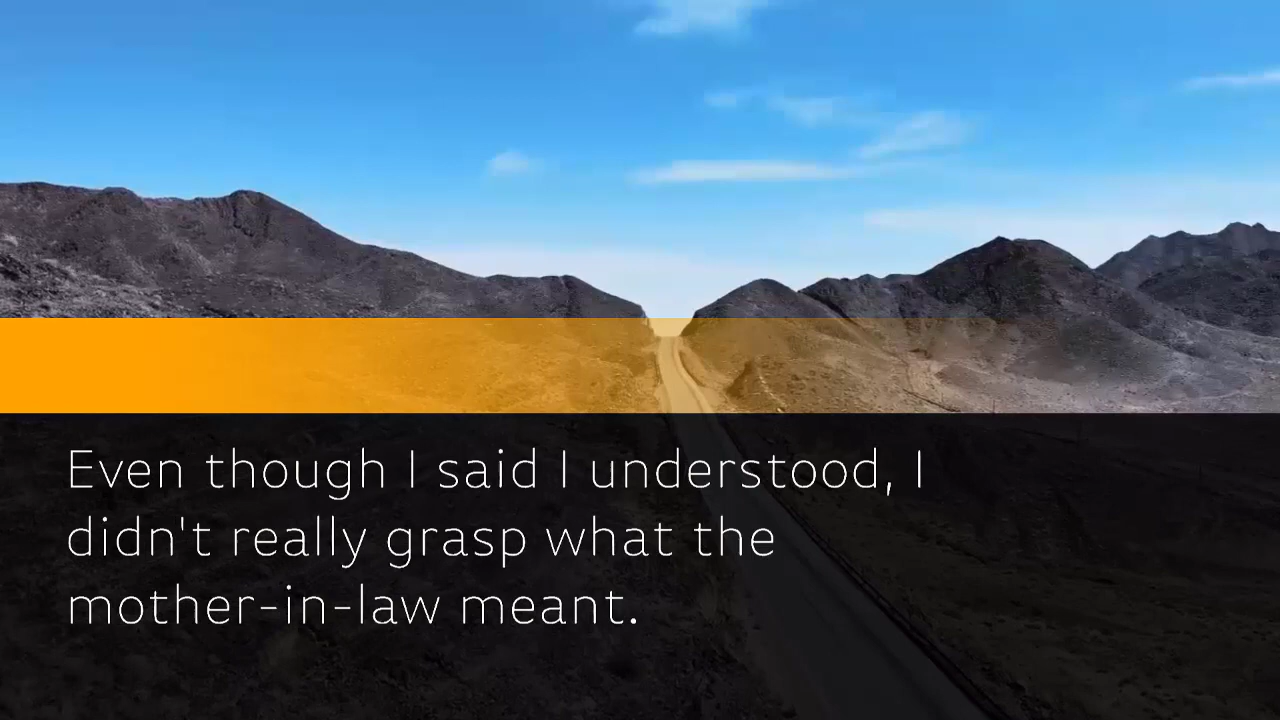 Even though I said I understood, I
didn't really grasp what the
mother-in-law meant.